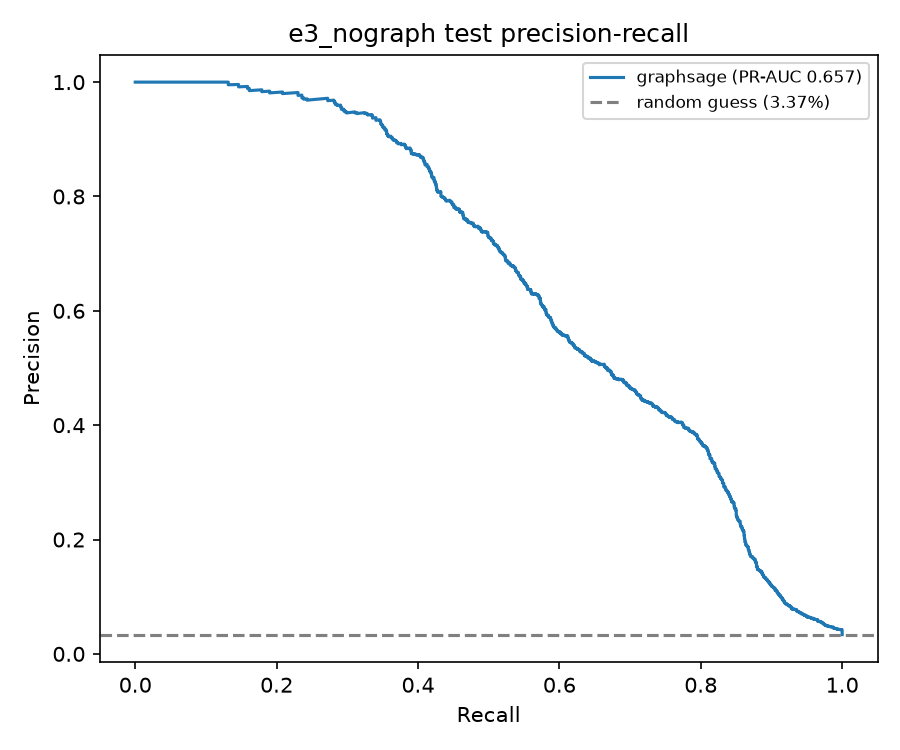 e3_nograph test precision-recall
graphsage (PR-AUC 0.657)
random guess (3.37%)
1.0
0.8
0.6
0.4
0.2
0.0
Precision
0.0 0.2 0.4 0.6 0.8 1.0
Recall